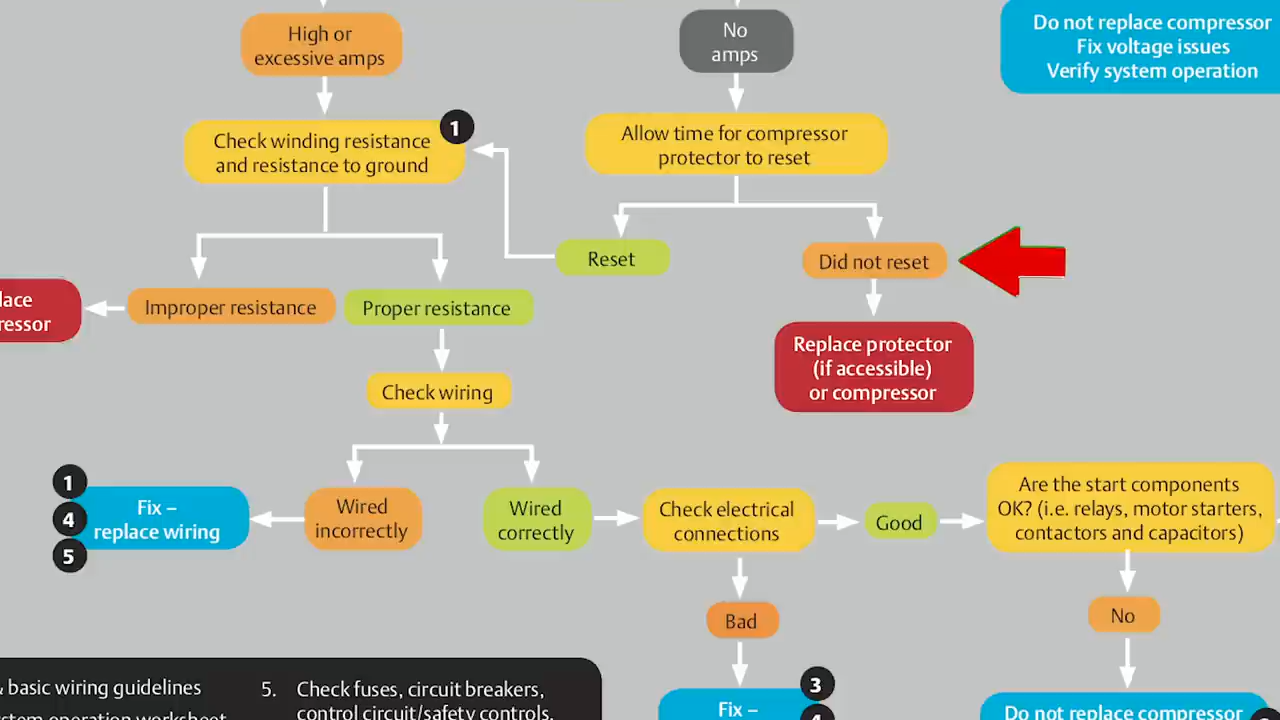 High or
excessive amps
No
amps
Do not replace compressor
Fix voltage issues
Verify system operation
Check winding resistance
and resistance to ground
1
Allow time for compressor
protector to reset
Reset
Did not reset
lace
ressor
Improper resistance
Proper resistance
Replace protector
(if accessible)
or compressor
Check wiring
1
4
5
Fix –
replace wiring
Wired
incorrectly
Wired
correctly
Check electrical
connections
Good
Are the start components
OK? (i.e. relays, motor starters,
contactors and capacitors)
Bad
No
& basic wiring guidelines
stem operation worksheet
5. Check fuses, circuit breakers,
control circuit/safety controls,
Fix –
3
4
Do not replace compressor